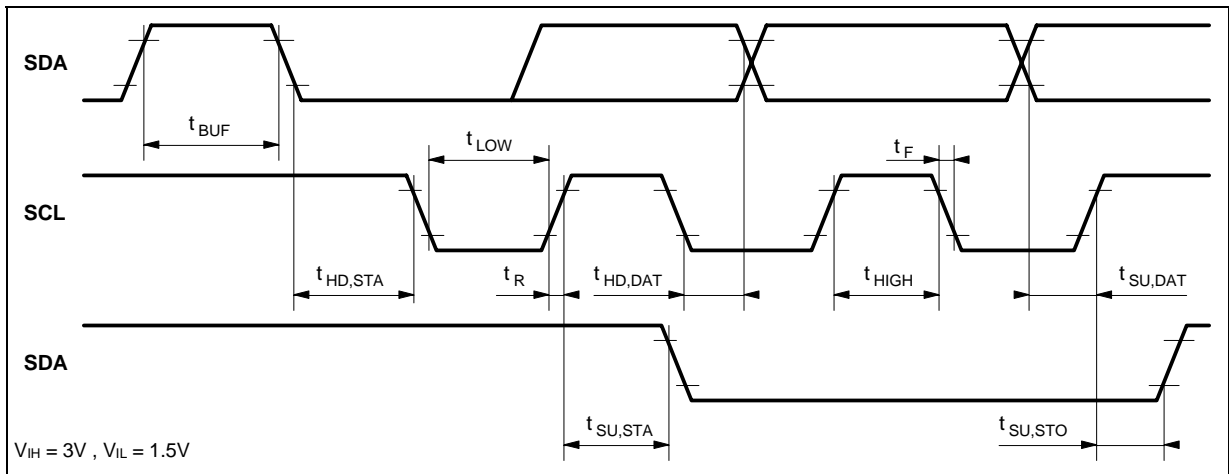 SDA
t BUF
t LOW
t F
SCL
t HD,STA
t R
t HD,DAT
t HIGH
t SU,DAT
SDA
t SU,STA
t SU,STO
VIH = 3V , VIL = 1.5V